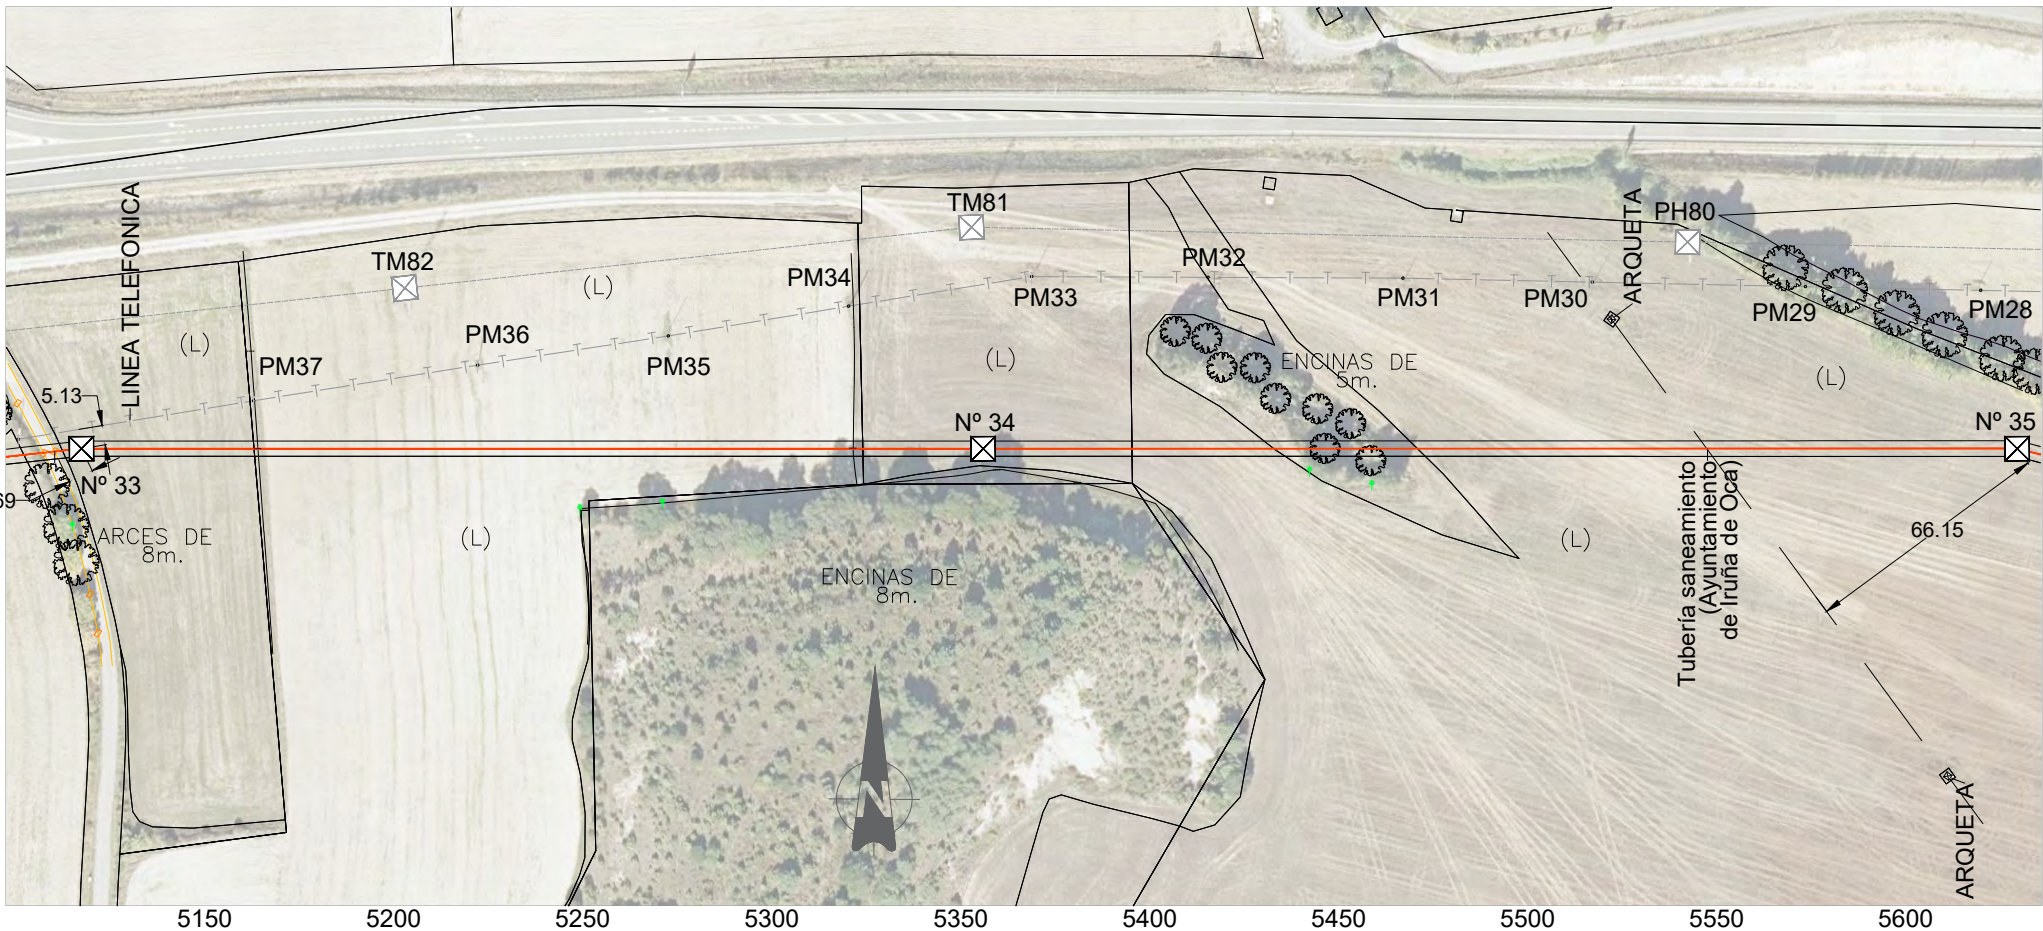 LINEA TELEFONICA
TM82
(L)
PM34
TM81
PM33
PM32
PM31
PM30
ARQUETA
PH80
PM29
PM28
(L)
PM37
PM36
PM35
(L)
ENCINAS DE
5m.
(L)
5.13
Nº 33
69
Nº 34
Nº 35
ARCES DE
8m.
(L)
ENCINAS DE
8m.
(L)
Tubería saneamiento
(Ayuntamiento
de Iruña de Oca)
66.15
N
ARQUETA
5150
5200
5250
5300
5350
5400
5450
5500
5550
5600